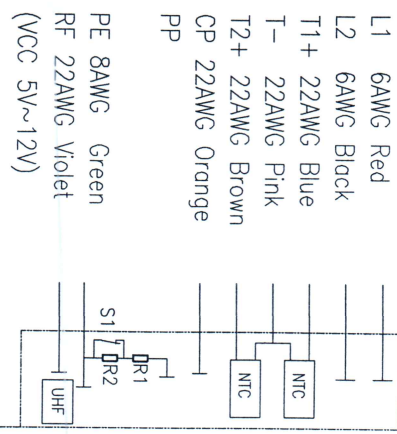 L1 6AWG Red
L2 6AWG Black
T1+ 22AWG Blue
T- 22AWG Pink
T2+ 22AWG Brown
CP 22AWG Orange
PP
PE 8AWG Green
RF 22AWG Violet
(VCC 5V~12V)
NTC
NTC
R1
S1
R2
UHF